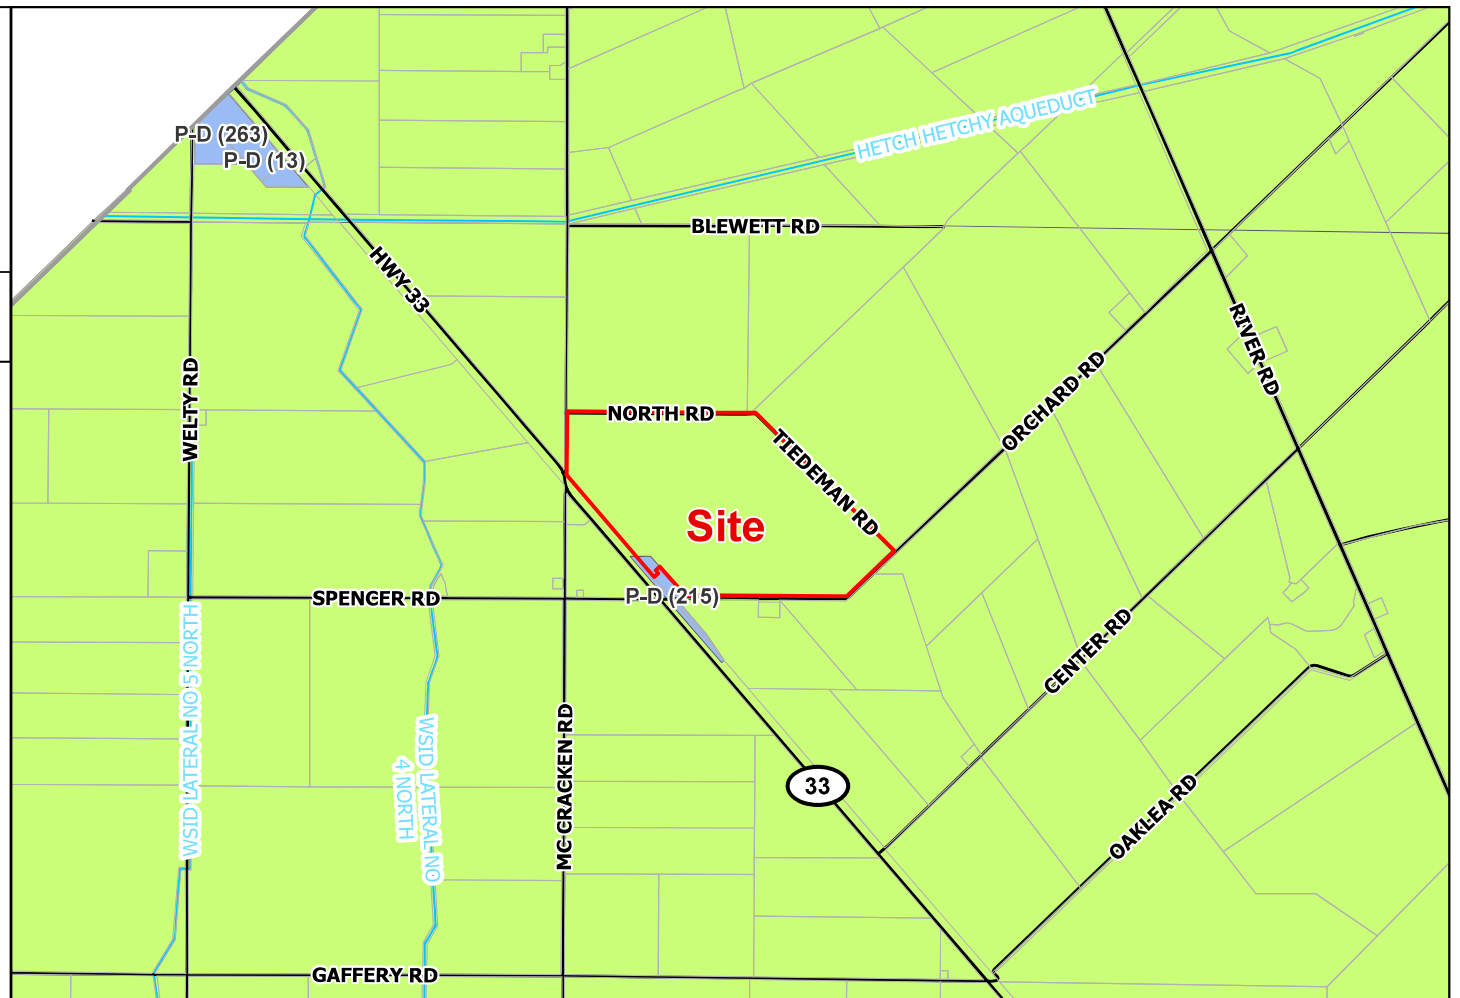 HETCH HETCHY AQUEDUCT
P-D (263)
P-D (13)
BLEWETT RD
HWY 33
RIVER RD
WELTY RD
ORCHARD RD
NORTH RD
TIEDEMAN RD
Site
P-D (215)
SPENCER RD
CENTER RD
WSID LATERAL NO 5 NORTH
WSID LATERAL NO
4 NORTH
MC CRACKEN RD
33
OAKLEA RD
GAFFERY RD